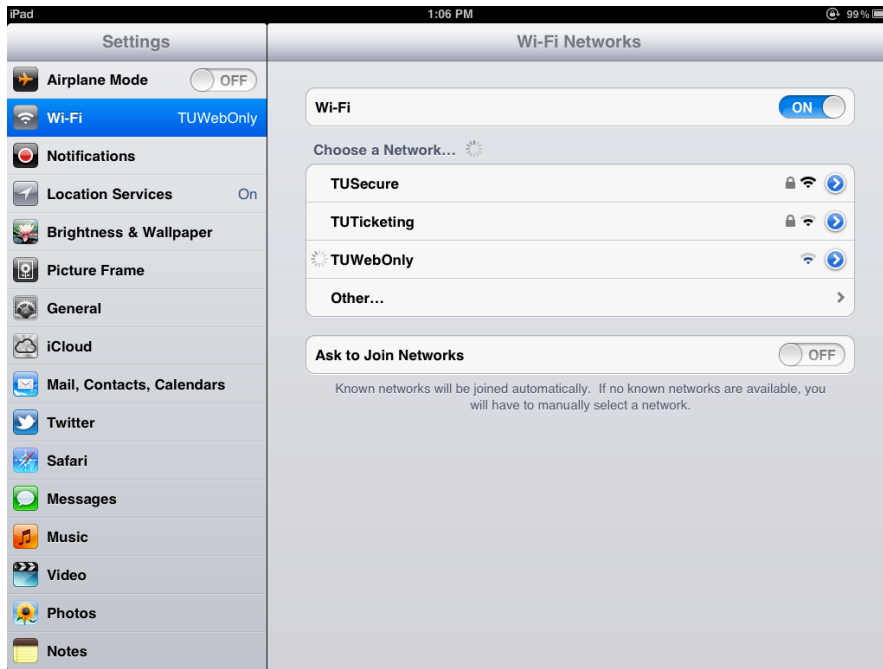 iPad 1:06 PM 99%
Settings
Airplane Mode OFF
Wi-Fi TUWebOnly
Notifications
Location Services On
Brightness & Wallpaper
Picture Frame
General
iCloud
Mail, Contacts, Calendars
Twitter
Safari
Messages
Music
Video
Photos
Notes
Wi-Fi Networks
Wi-Fi ON
Choose a Network...
TUSecure
TUTicketing
TUWebOnly
Other...
Ask to Join Networks OFF
Known networks will be joined automatically. If no known networks are available, you
will have to manually select a network.